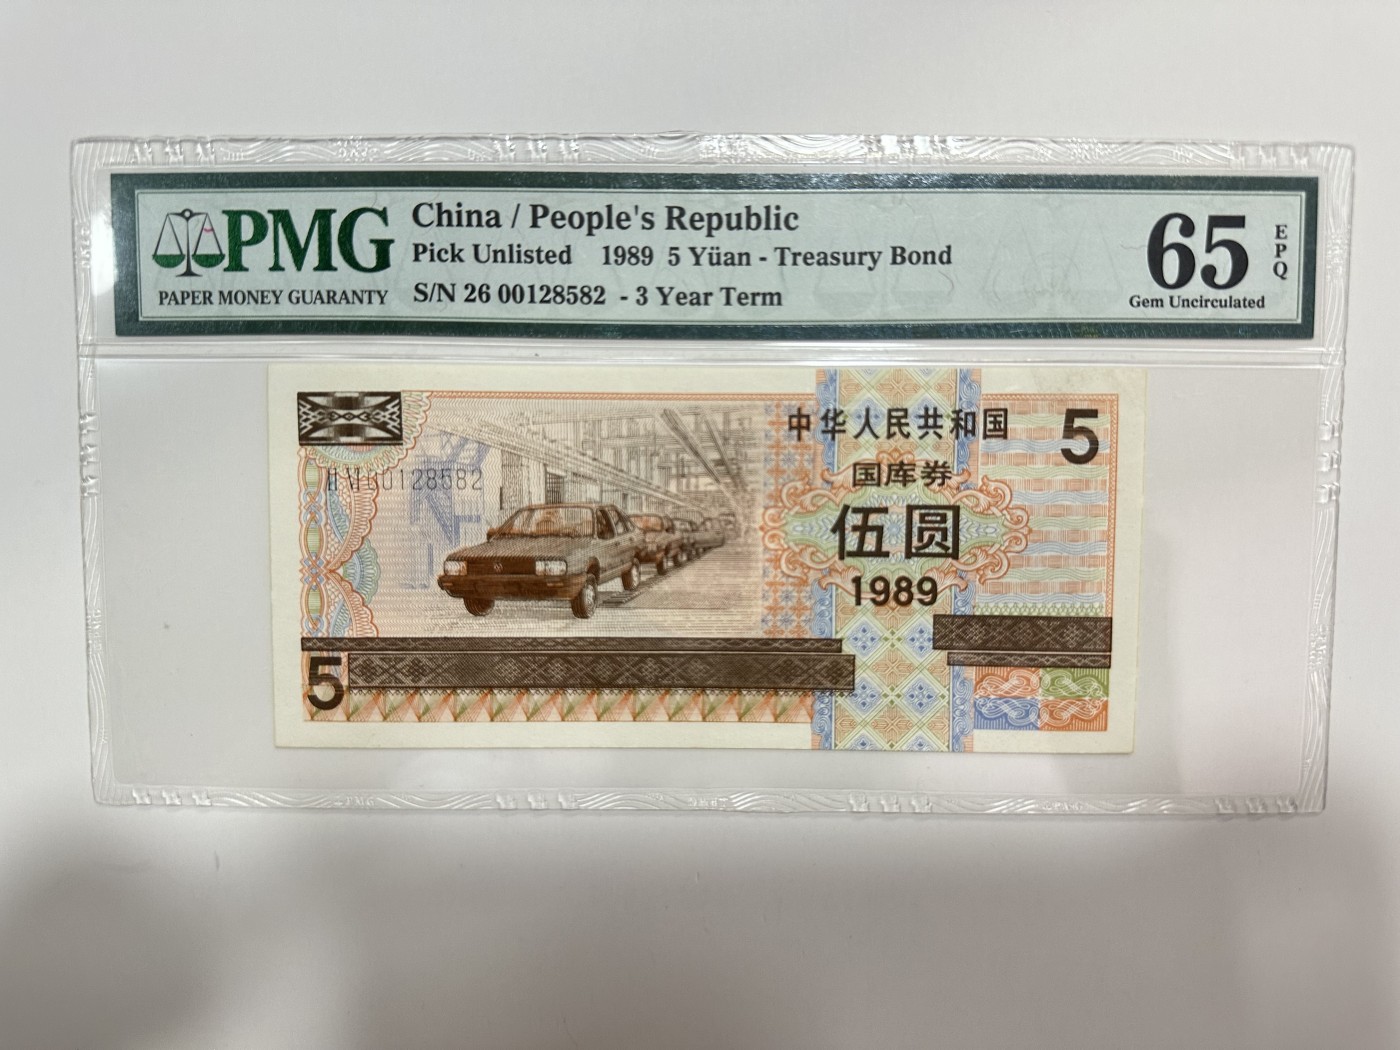 PMG
PAPER MONEY GUARANTY
China / People's Republic
Pick Unlisted 1989 5 Yüan - Treasury Bond
S/N 26 00128582 - 3 Year Term
65
EPQ
Gem Uncirculated
中华人民共和国
5
国库券
00128582
伍圆
1989
5